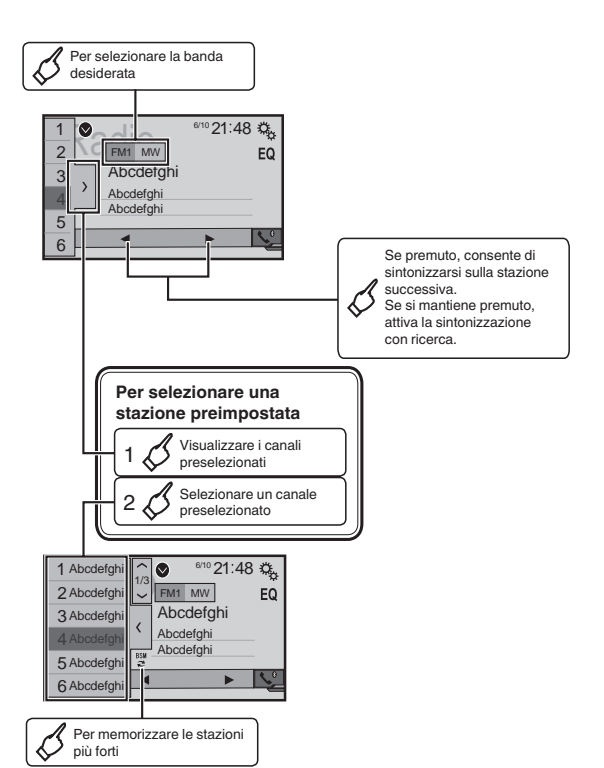 Per selezionare la banda
desiderata
1
2
3
4
5
6
Radio
6/10 21:48
FM1 MW
EQ
Abcdefghi
Abcdefghi
Abcdefghi
Se premuto, consente di
sintonizzarsi sulla stazione
successiva.
Se si mantiene premuto,
attiva la sintonizzazione
con ricerca.
Per selezionare una
stazione preimpostata
1 Visualizzare i canali
preselezionati
2 Selezionare un canale
preselezionato
1 Abcdefghi
2 Abcdefghi
3 Abcdefghi
4 Abcdefghi
5 Abcdefghi
6 Abcdefghi
1/3
BSM
6/10 21:48
FM1 MW
EQ
Abcdefghi
Abcdefghi
Abcdefghi
Per memorizzare le stazioni
più forti